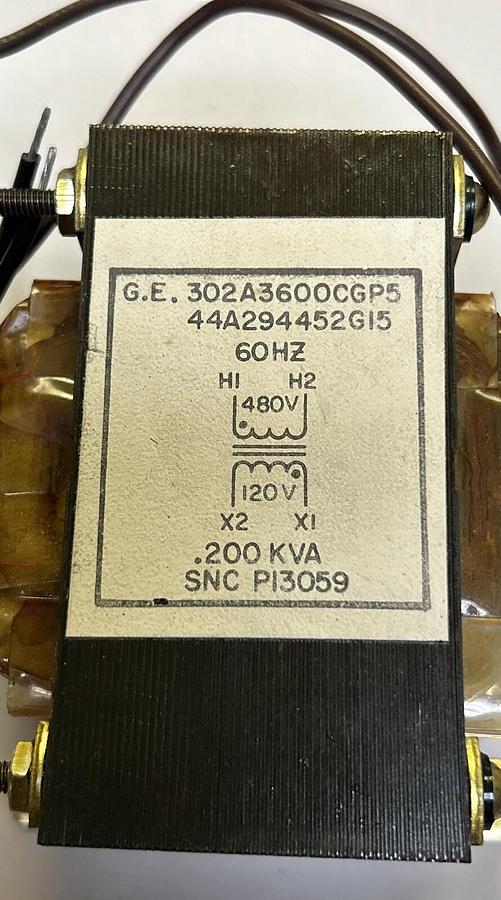 G.E. 302A3600CGP5
44A294452G15
60HZ
H1 H2
480V
120V
X2 X1
.200 KVA
SNC P13059